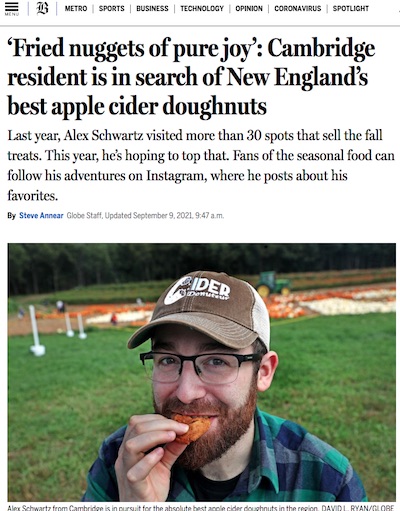 MENU
B
METRO | SPORTS | BUSINESS | TECHNOLOGY | OPINION | CORONAVIRUS | SPOTLIGHT
‘Fried nuggets of pure joy’: Cambridge
resident is in search of New England’s
best apple cider doughnuts
Last year, Alex Schwartz visited more than 30 spots that sell the fall
treats. This year, he’s hoping to top that. Fans of the seasonal food can
follow his adventures on Instagram, where he posts about his
favorites.
By Steve Annear Globe Staff, Updated September 9, 2021, 9:47 a.m.
CIDER
Donuteur
Alex Schwartz from Cambridge is in pursuit for the absolute best apple cider doughnuts in the region. DAVID L. RYAN/GLOBE